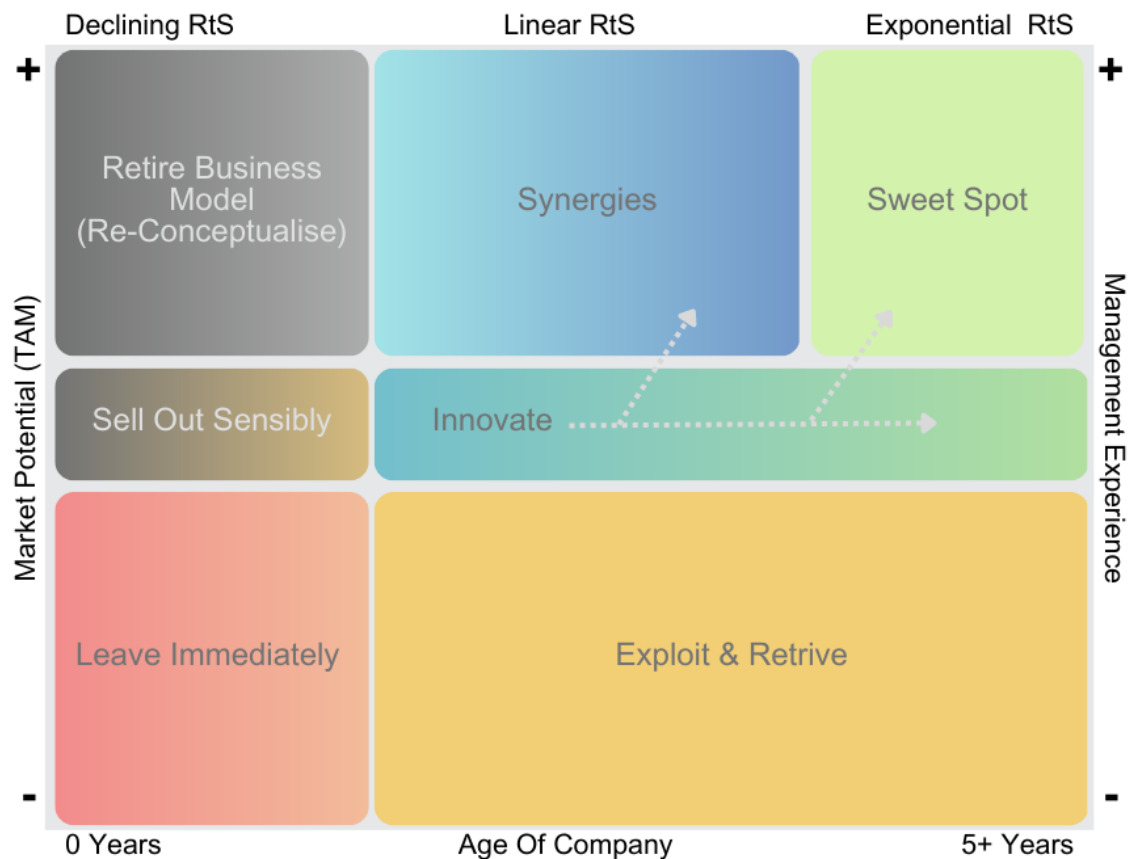 Declining RtS
Linear RtS
Exponential RtS
+
+
Retire Business
Model
(Re-Conceptualise)
Synergies
Sweet Spot
Market Potential (TAM)
Management Experience
Sell Out Sensibly
Innovate
Leave Immediately
Exploit & Retrive
-
-
0 Years
Age Of Company
5+ Years